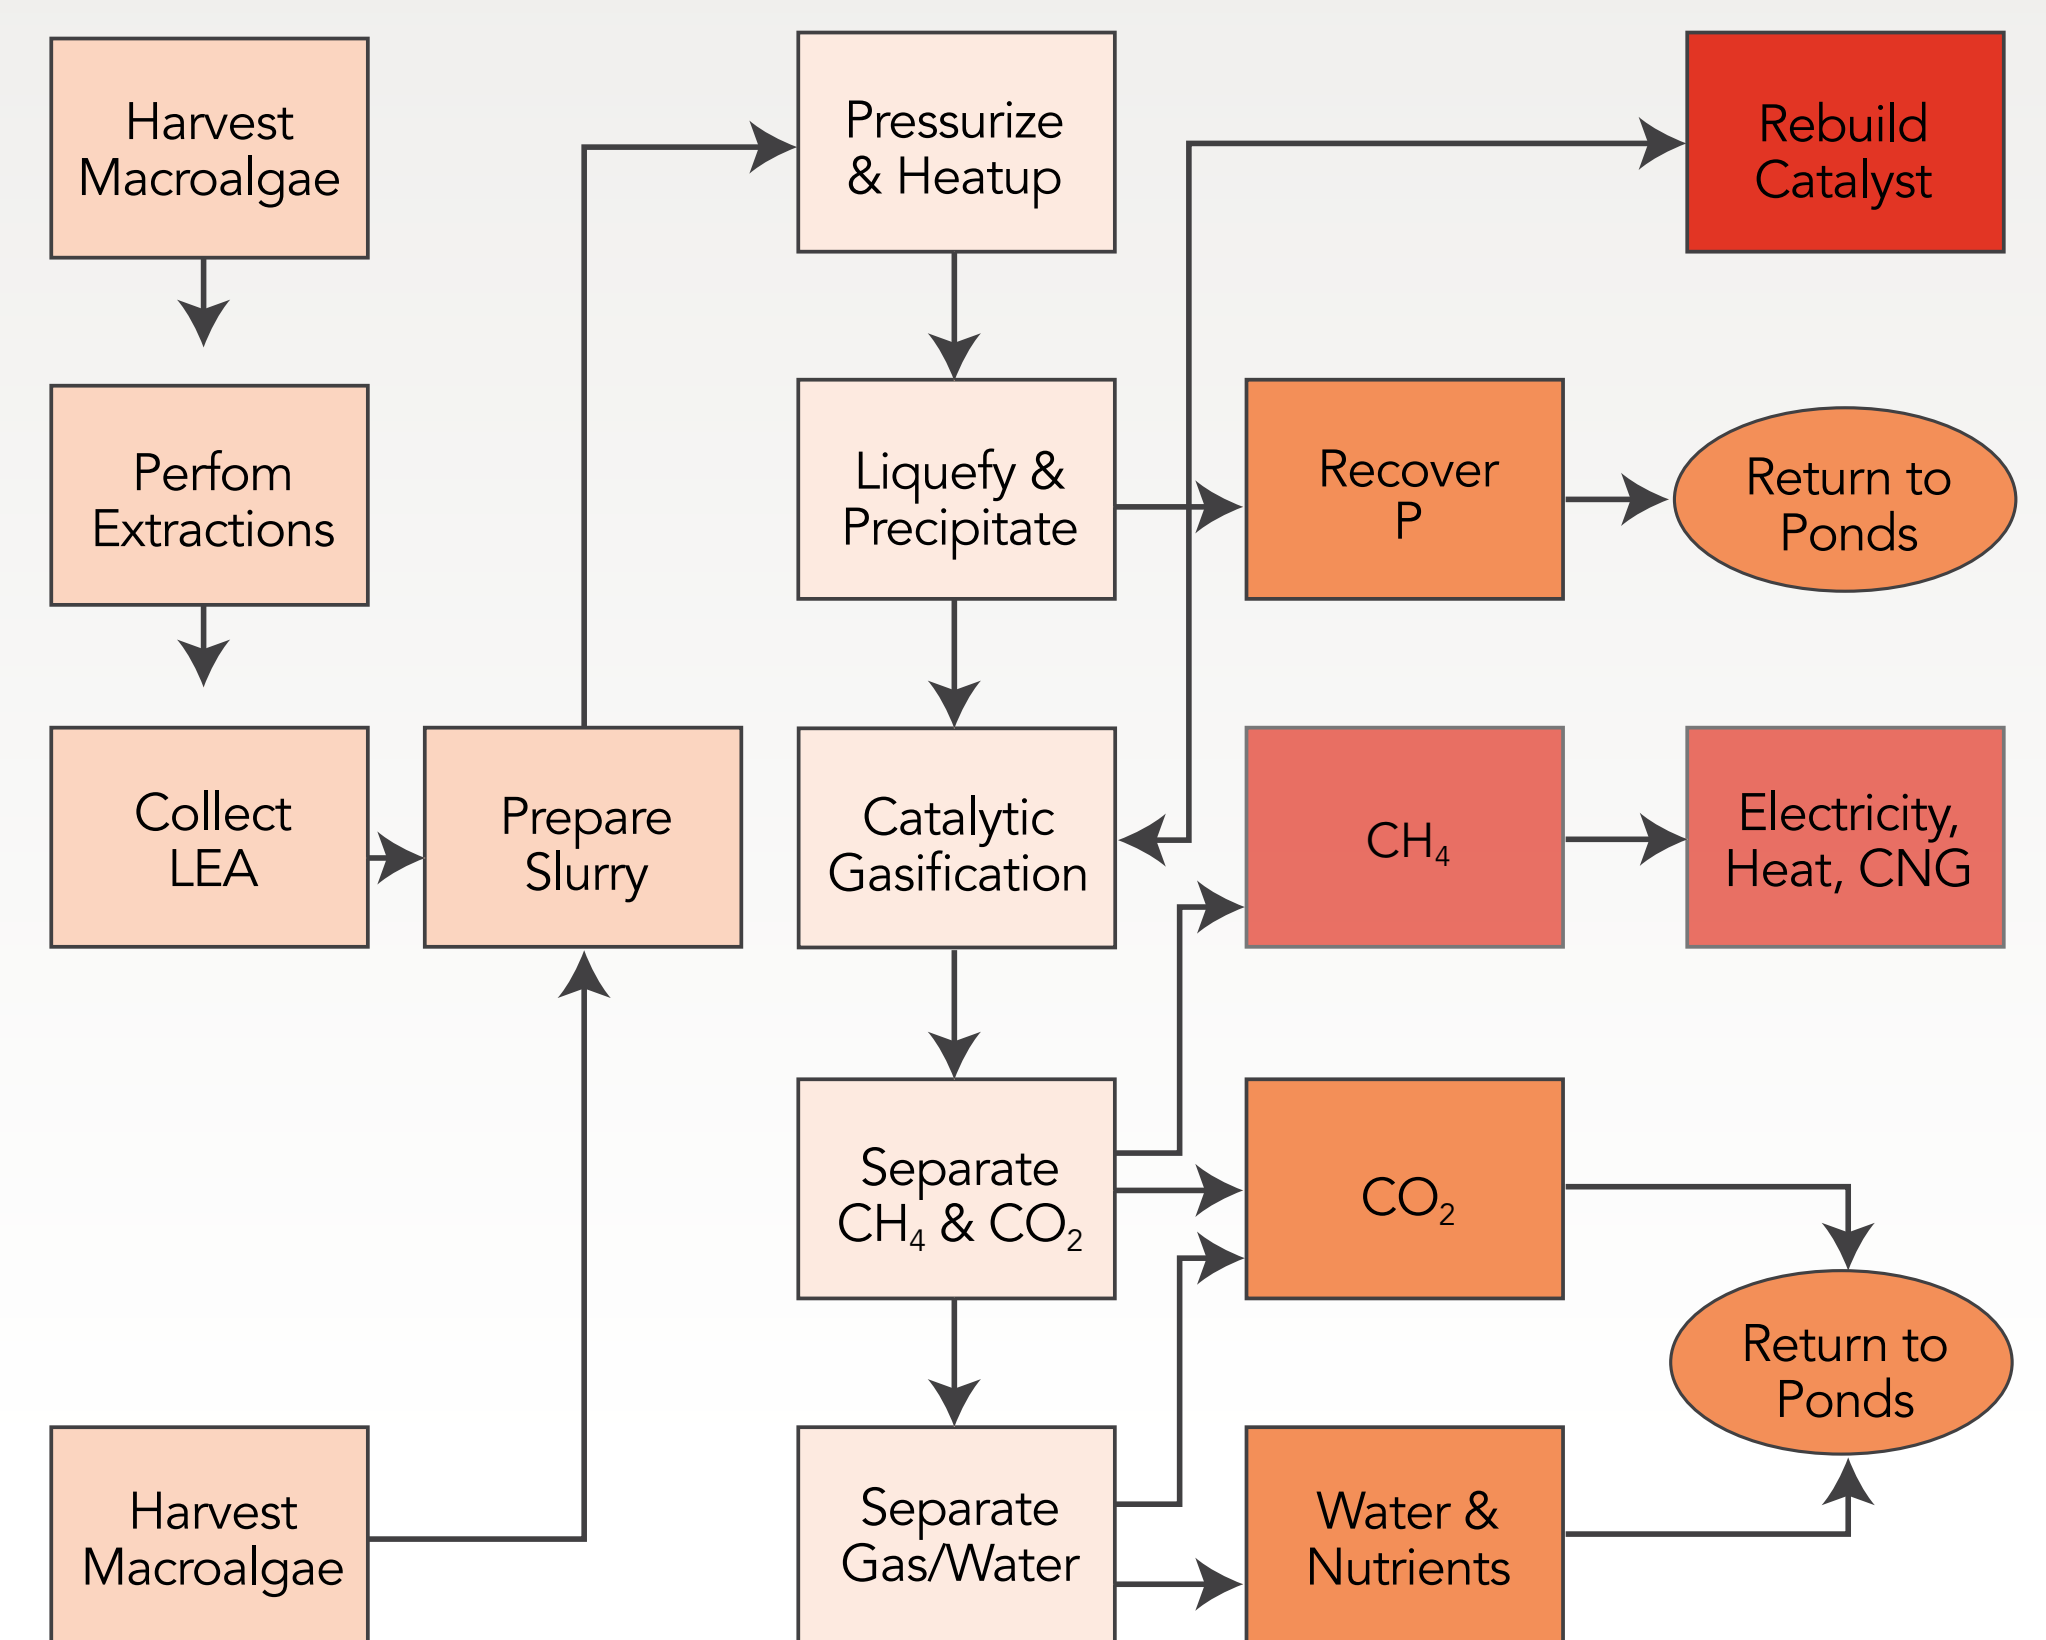 Harvest
Macroalgae
Pressurize
& Heatup
Rebuild
Catalyst
Perfom
Extractions
Liquefy &
Precipitate
Recover
P
Return to
Ponds
Collect
LEA
Prepare
Slurry
Catalytic
Gasification
CH₄
Electricity,
Heat, CNG
Separate
CH₄ & CO₂
CO₂
Return to
Ponds
Harvest
Macroalgae
Separate
Gas/Water
Water &
Nutrients